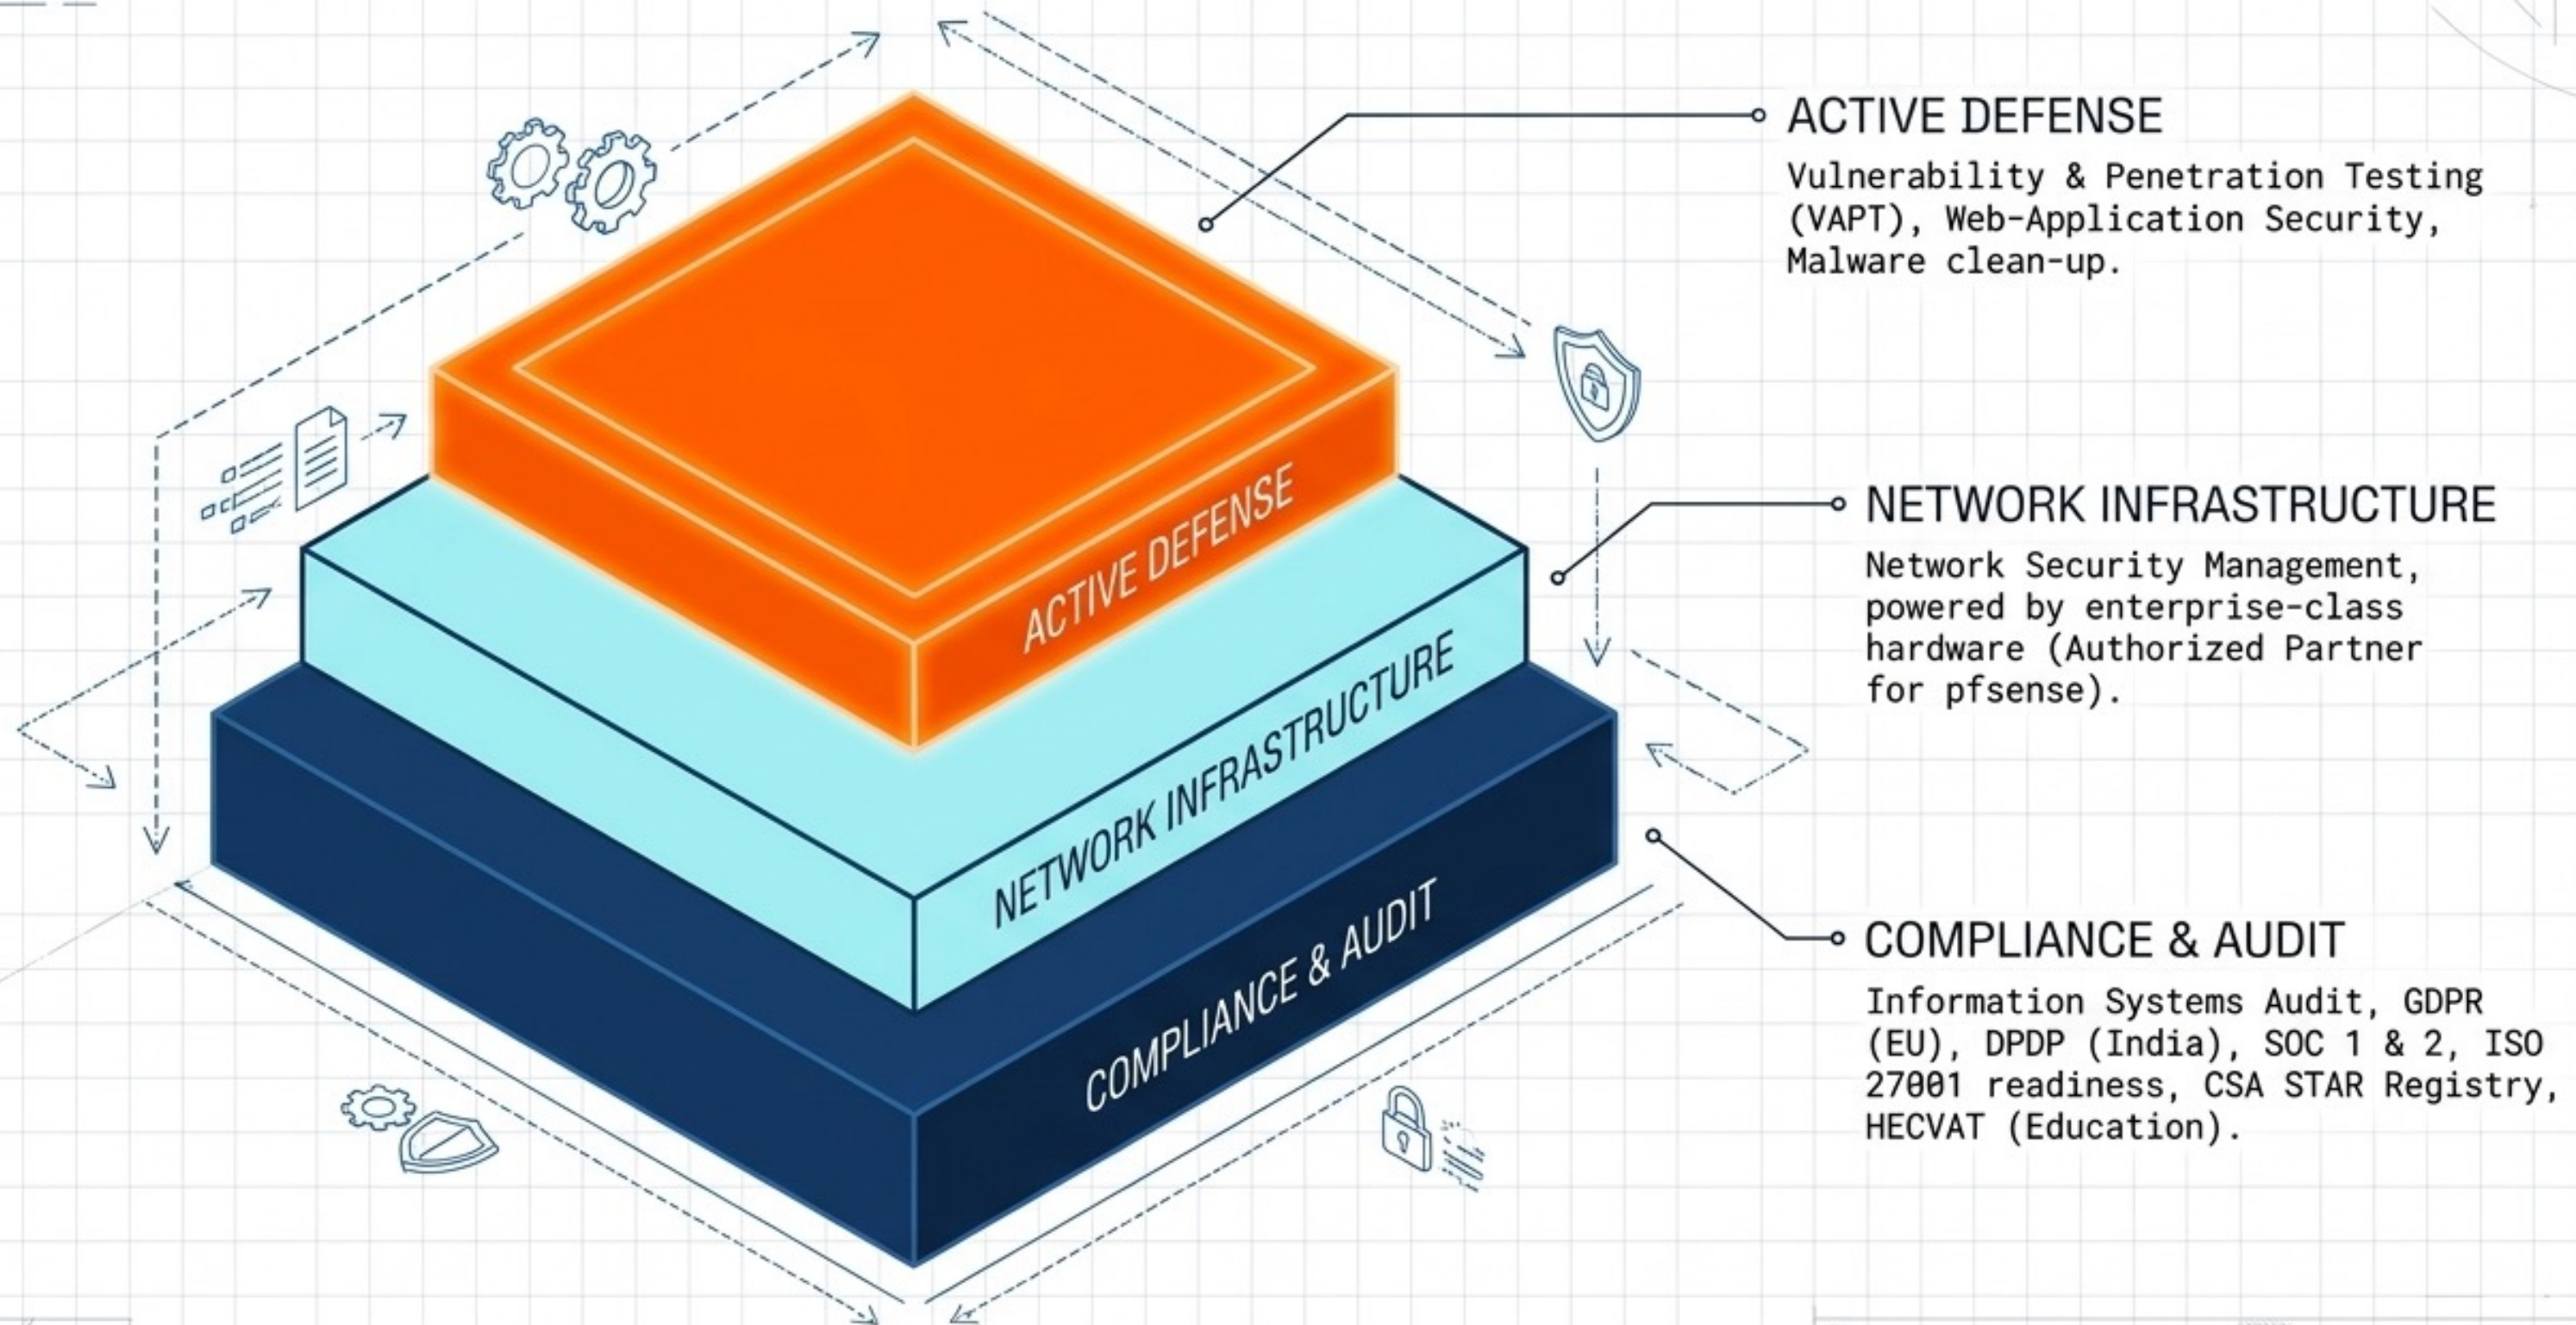 ACTIVE DEFENSE
Vulnerability & Penetration Testing
(VAPT), Web-Application Security,
Malware clean-up.
NETWORK INFRASTRUCTURE
Network Security Management,
powered by enterprise-class
hardware (Authorized Partner
for pfsense).
COMPLIANCE & AUDIT
Information Systems Audit, GDPR
(EU), DPDP (India), SOC 1 & 2, ISO
27001 readiness, CSA STAR Registry,
HECVAT (Education).
ACTIVE DEFENSE
NETWORK INFRASTRUCTURE
COMPLIANCE & AUDIT